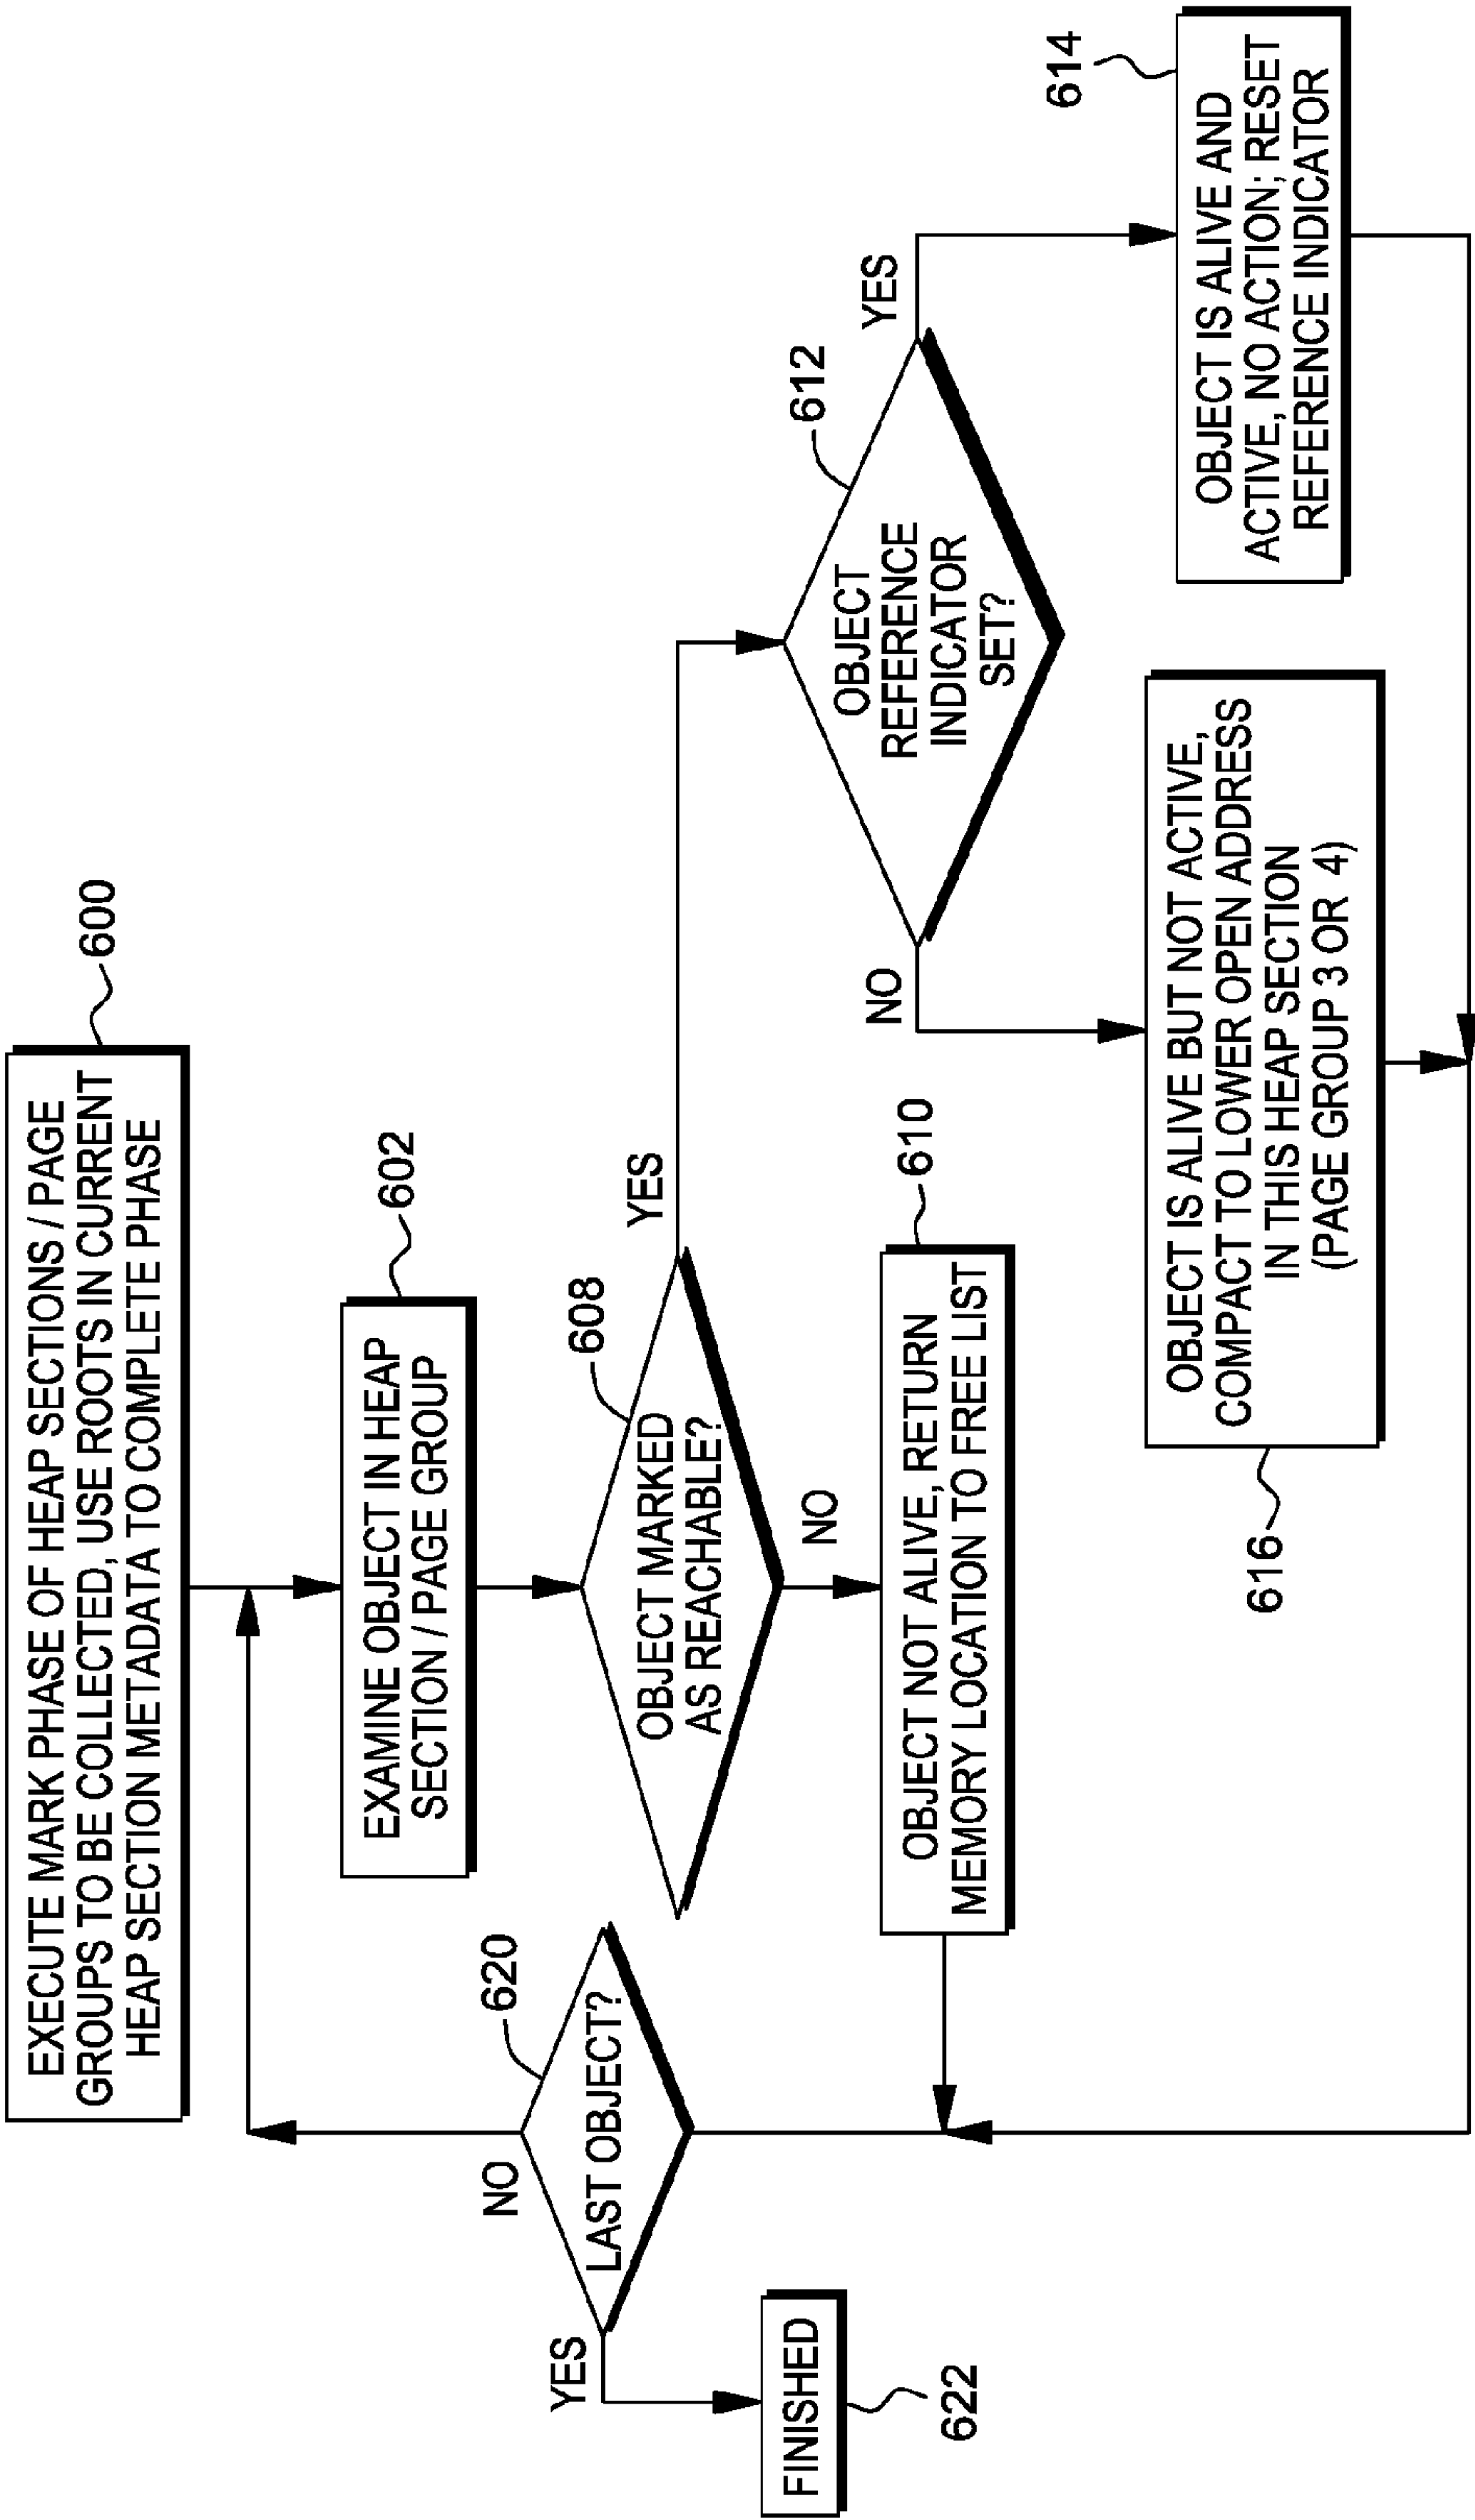 600
EXECUTE MARK PHASE OF HEAP SECTIONS / PAGE
GROUPS TO BE COLLECTED, USE ROOTS IN CURRENT
HEAP SECTION METADATA TO COMPLETE PHASE
602
EXAMINE OBJECT IN HEAP
SECTION / PAGE GROUP
608
OBJECT MARKED
AS REACHABLE?
YES
NO
610
OBJECT NOT ALIVE, RETURN
MEMORY LOCATION TO FREE LIST
612
OBJECT
REFERENCE
INDICATOR
SET?
YES
NO
614
OBJECT IS ALIVE AND
ACTIVE, NO ACTION; RESET
REFERENCE INDICATOR
616
OBJECT IS ALIVE BUT NOT ACTIVE,
COMPACT TO LOWER OPEN ADDRESS
IN THIS HEAP SECTION
(PAGE GROUP 3 OR 4)
620
LAST OBJECT?
NO
YES
FINISHED
622